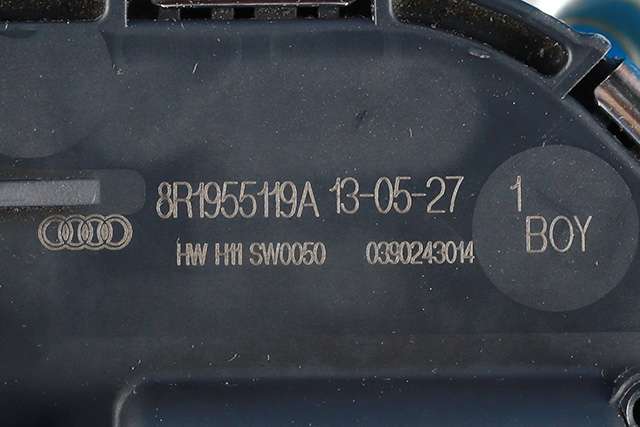 8R1955119A 13-05-27 1
HW H11 SW0050 0390243014 BOY